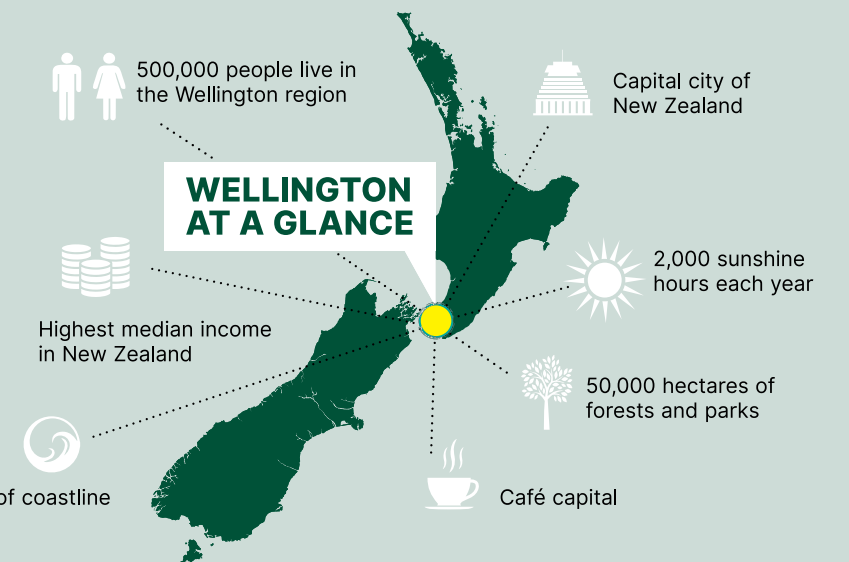 500,000 people live in
the Wellington region
Capital city of
New Zealand
WELLINGTON
AT A GLANCE
2,000 sunshine
hours each year
Highest median income
in New Zealand
50,000 hectares of
forests and parks
of coastline
Café capital